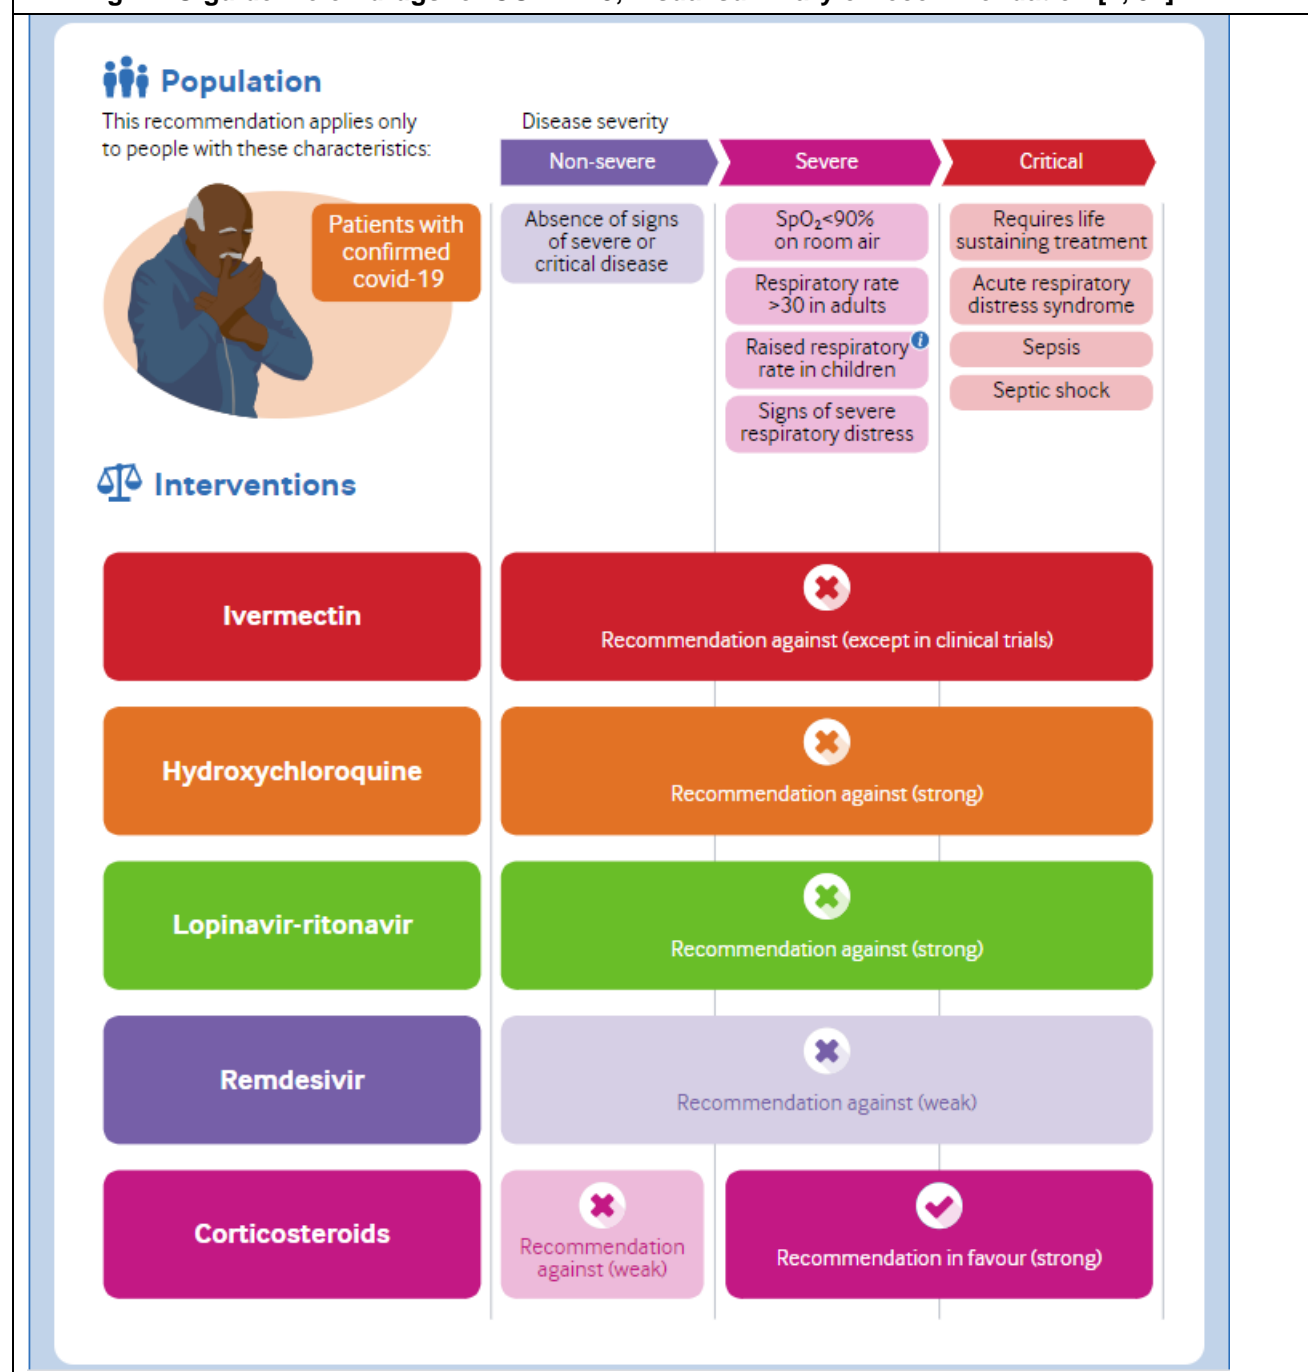 Population
This recommendation applies only
to people with these characteristics:
Patients with
confirmed
covid-19
Disease severity
Non-severe
Severe
Critical
Absence of signs
of severe or
critical disease
SpO₂<90%
on room air
Respiratory rate
>30 in adults
Raised respiratory
rate in children
i
Signs of severe
respiratory distress
Requires life
sustaining treatment
Acute respiratory
distress syndrome
Sepsis
Septic shock
Interventions
Ivermectin
Recommendation against (except in clinical trials)
Hydroxychloroquine
Recommendation against (strong)
Lopinavir-ritonavir
Recommendation against (strong)
Remdesivir
Recommendation against (weak)
Corticosteroids
Recommendation
against (weak)
Recommendation in favour (strong)